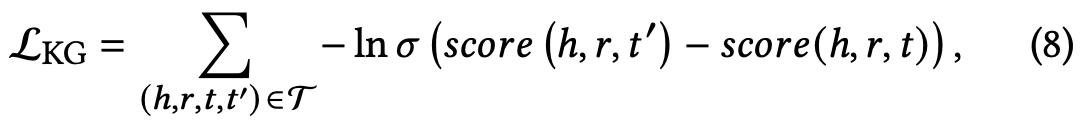 ℒ_KG = ∑_{(h,r,t,t′)∈𝒯} −ln σ (score (h, r, t′) − score(h, r, t)) , (8)